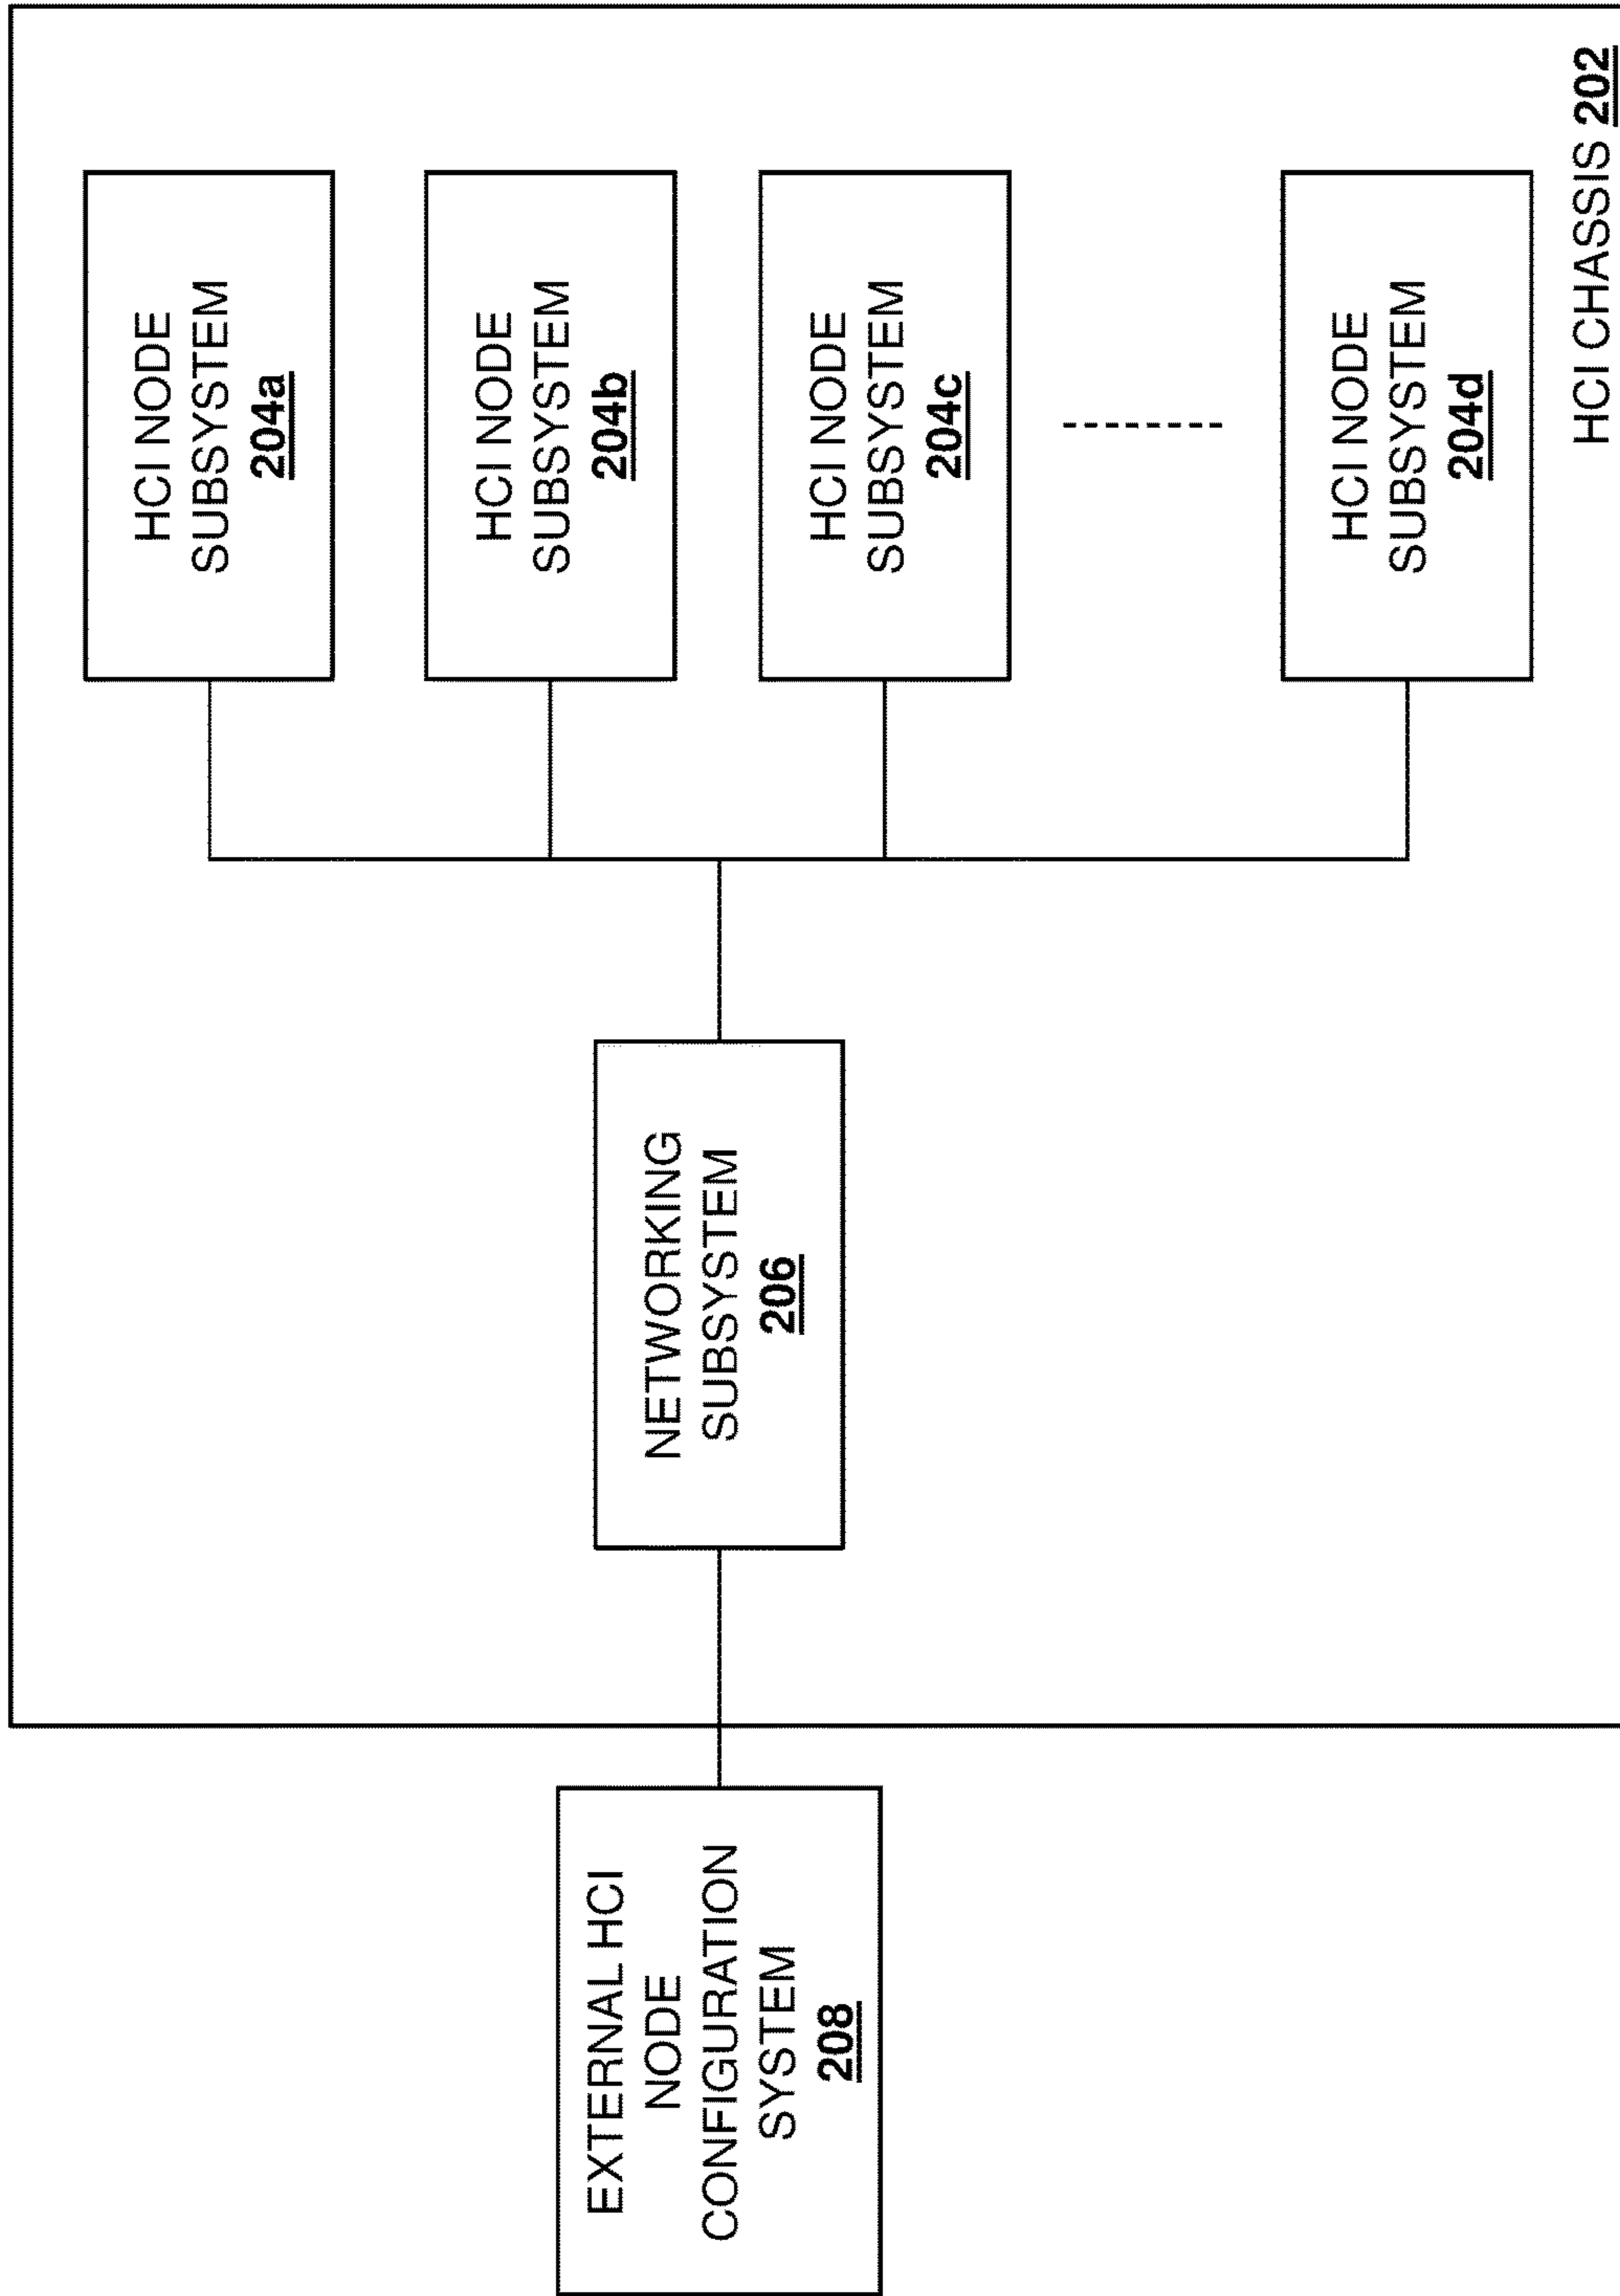 EXTERNAL HCI
NODE
CONFIGURATION
SYSTEM
208
NETWORKING
SUBSYSTEM
206
HCI NODE
SUBSYSTEM
204a
HCI NODE
SUBSYSTEM
204b
HCI NODE
SUBSYSTEM
204c
HCI NODE
SUBSYSTEM
204d
HCI CHASSIS 202